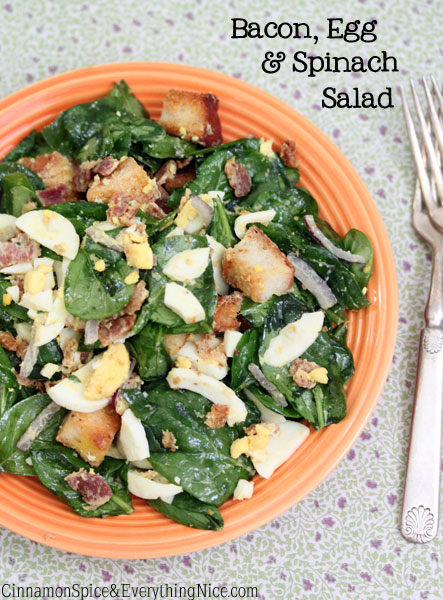 Bacon, Egg
& Spinach
Salad
CinnamonSpice&EverythingNice.com